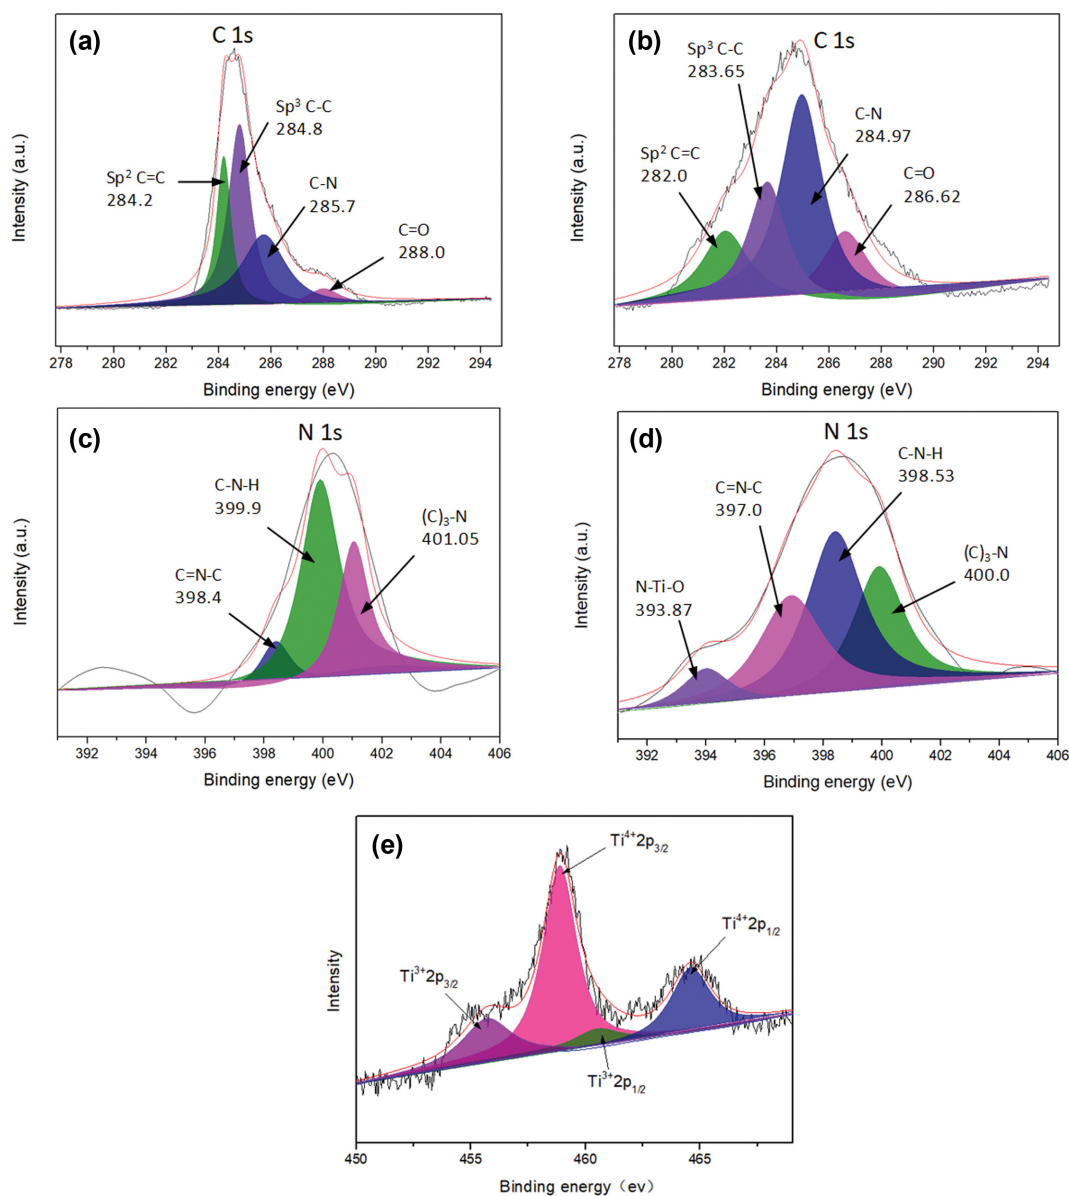 (a)
C 1s
Sp³ C-C
284.8
Sp² C=C
284.2
C-N
285.7
C=O
288.0
Intensity (a.u.)
278 280 282 284 286 288 290 292 294
Binding energy (eV)
(b)
C 1s
Sp³ C-C
283.65
C-N
284.97
Sp² C=C
282.0
C=O
286.62
Intensity (a.u.)
278 280 282 284 286 288 290 292 294
Binding energy (eV)
(c)
N 1s
C-N-H
399.9
(C)₃-N
401.05
C=N-C
398.4
Intensity (a.u.)
392 394 396 398 400 402 404 406
Binding energy (eV)
(d)
N 1s
C-N-H
398.53
C=N-C
397.0
(C)₃-N
400.0
N-Ti-O
393.87
Intensity (a.u.)
392 394 396 398 400 402 404 406
Binding energy (eV)
(e)
Ti⁴⁺2p₃/₂
Ti⁴⁺2p₁/₂
Ti³⁺2p₃/₂
Ti³⁺2p₁/₂
Intensity
450 455 460 465
Binding energy（ev）